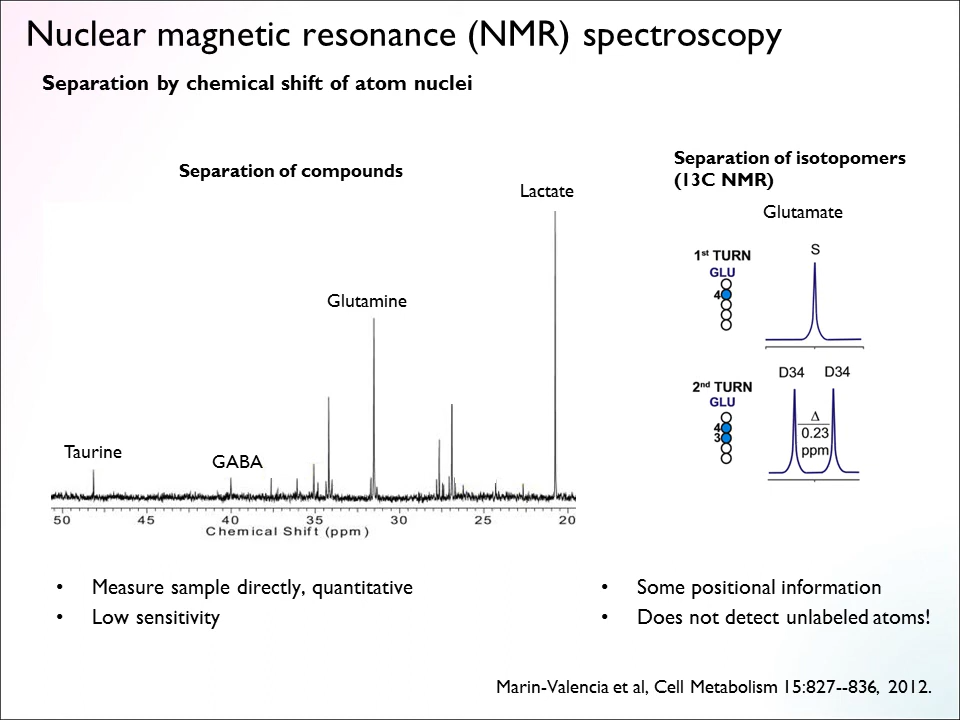 Nuclear magnetic resonance (NMR) spectroscopy
Separation by chemical shift of atom nuclei
Separation of compounds
Lactate
Glutamine
Taurine
GABA
50 45 40 35 30 25 20
Chemical Shift (ppm)
Separation of isotopomers
(13C NMR)
Glutamate
1st TURN
GLU
4
S
2nd TURN
GLU
4
3
D34 D34
Δ
0.23
ppm
• Measure sample directly, quantitative
• Low sensitivity
• Some positional information
• Does not detect unlabeled atoms!
Marin-Valencia et al, Cell Metabolism 15:827--836, 2012.